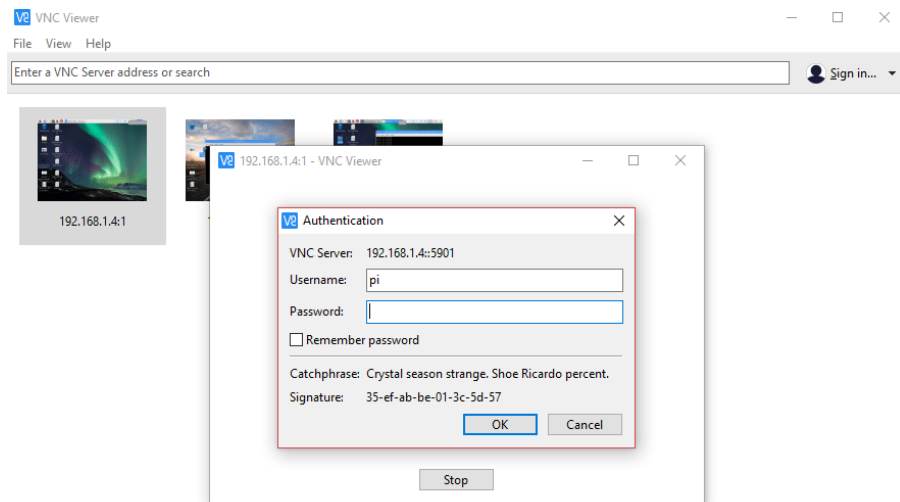 VNC Viewer
File View Help
Enter a VNC Server address or search
Sign in...
192.168.1.4:1
192.168.1.4:1 - VNC Viewer
Authentication
VNC Server: 192.168.1.4::5901
Username: pi
Password:
Remember password
Catchphrase: Crystal season strange. Shoe Ricardo percent.
Signature: 35-ef-ab-be-01-3c-5d-57
OK Cancel
Stop